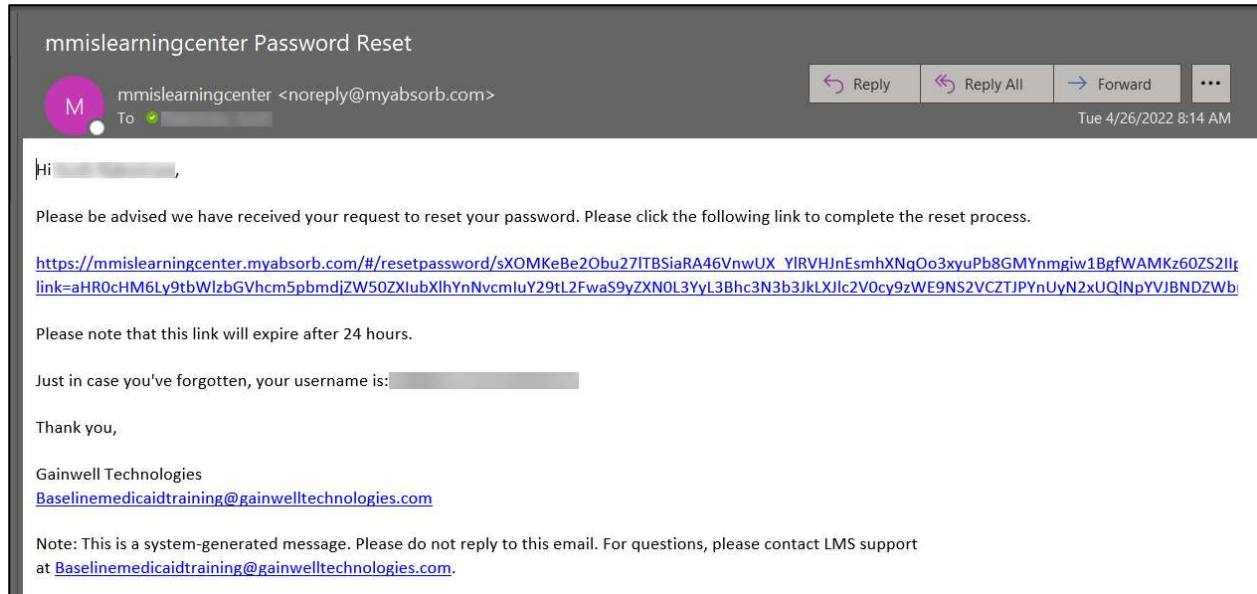 mmislearningcenter Password Reset
M
mmislearningcenter <noreply@myabsorb.com>
To
Reply
Reply All
Forward
Tue 4/26/2022 8:14 AM
Hi ,
Please be advised we have received your request to reset your password. Please click the following link to complete the reset process.
https://mmislearningcenter.myabsorb.com/#/resetpassword/sXOMKeBe2Obu27lTBSiaRA46VnwUX_YlRVHJnEsmhXNqOo3xyuPb8GMYnmgiw1BgfWAMKz60ZS2IIp
link=aHR0cHM6Ly9tbWlzbGVhcm5pbmdjZW50ZXIubXlhYnNvcmIuY29tL2FwaS9yZXN0L3YyL3Bhc3N3b3JkLXJlc2V0cy9zWE9NS2VCZTJPYnUyN2xUQlNpYVJBNDZWbn
Please note that this link will expire after 24 hours.
Just in case you've forgotten, your username is:
Thank you,
Gainwell Technologies
Baselinemedicaidtraining@gainwelltechnologies.com
Note: This is a system-generated message. Please do not reply to this email. For questions, please contact LMS support
at Baselinemedicaidtraining@gainwelltechnologies.com.